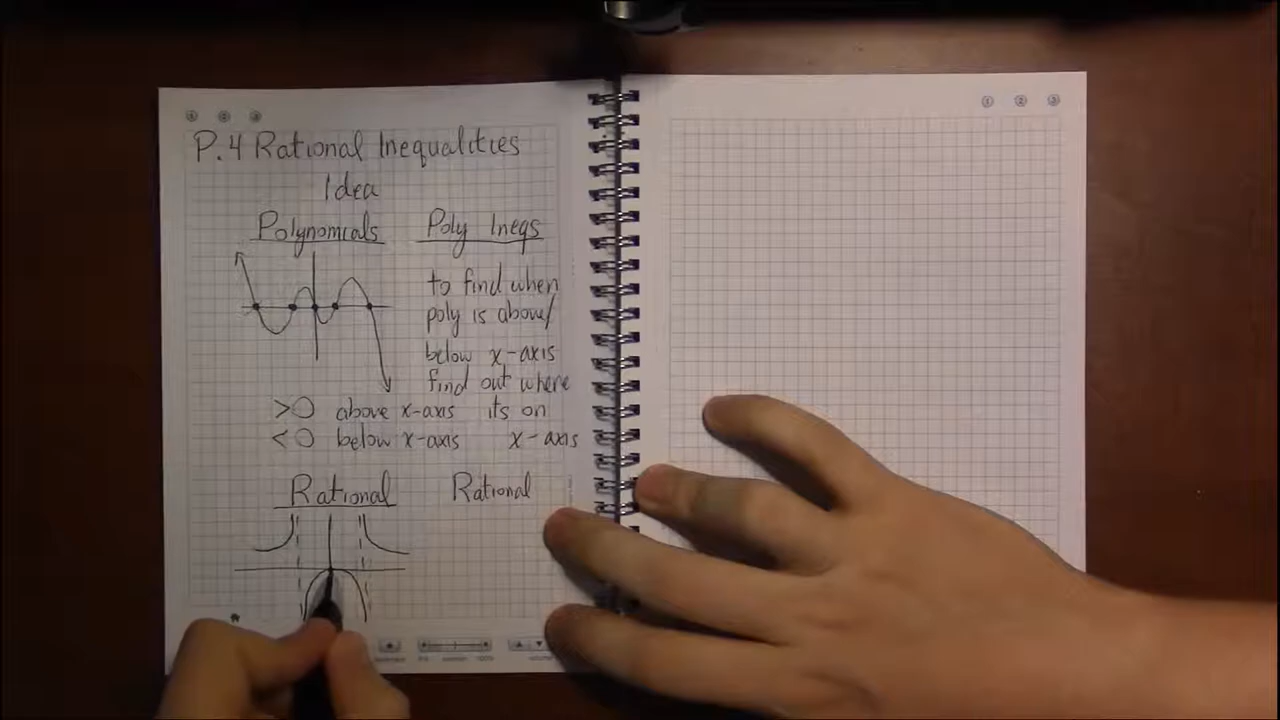 P.4 Rational Inequalities
Idea
Polynomials
Poly Ineqs
to find when
poly is above/
below x-axis
find out where
its on
x-axis
>0 above x-axis
<0 below x-axis
Rational
Rational